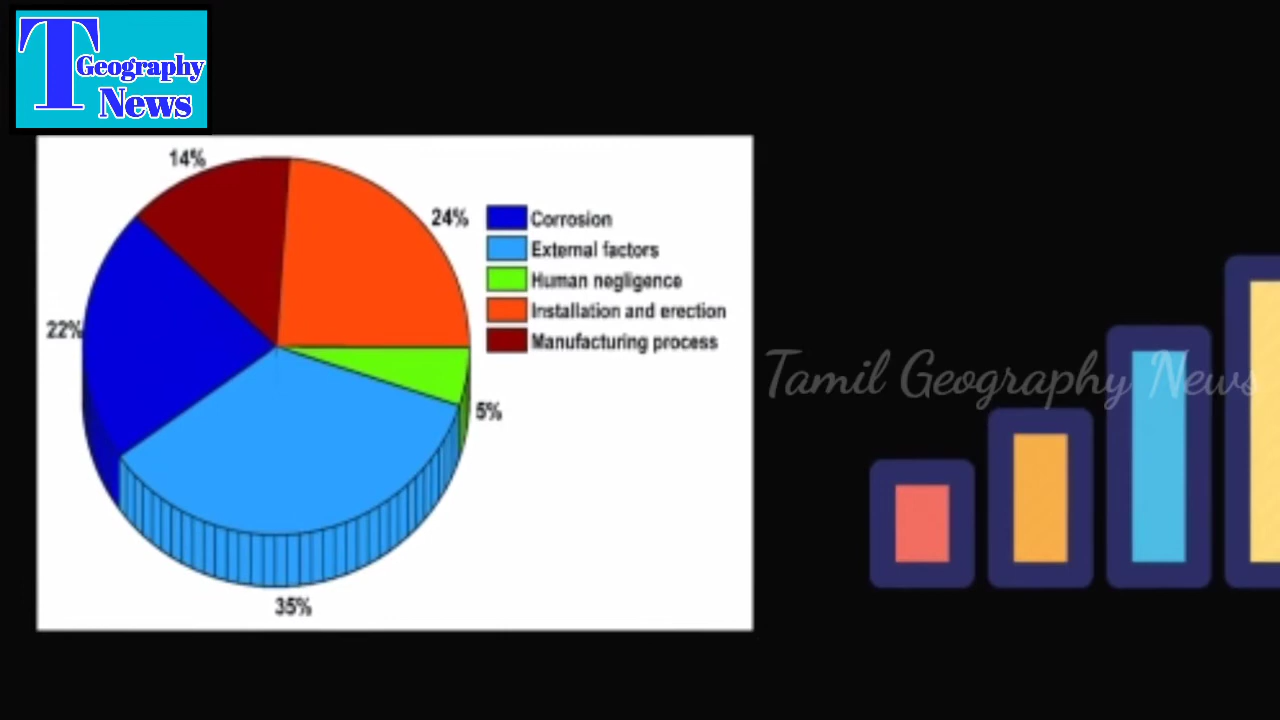 T
Geography
News
14%
24%
22%
5%
35%
Corrosion
External factors
Human negligence
Installation and erection
Manufacturing process
Tamil Geography News